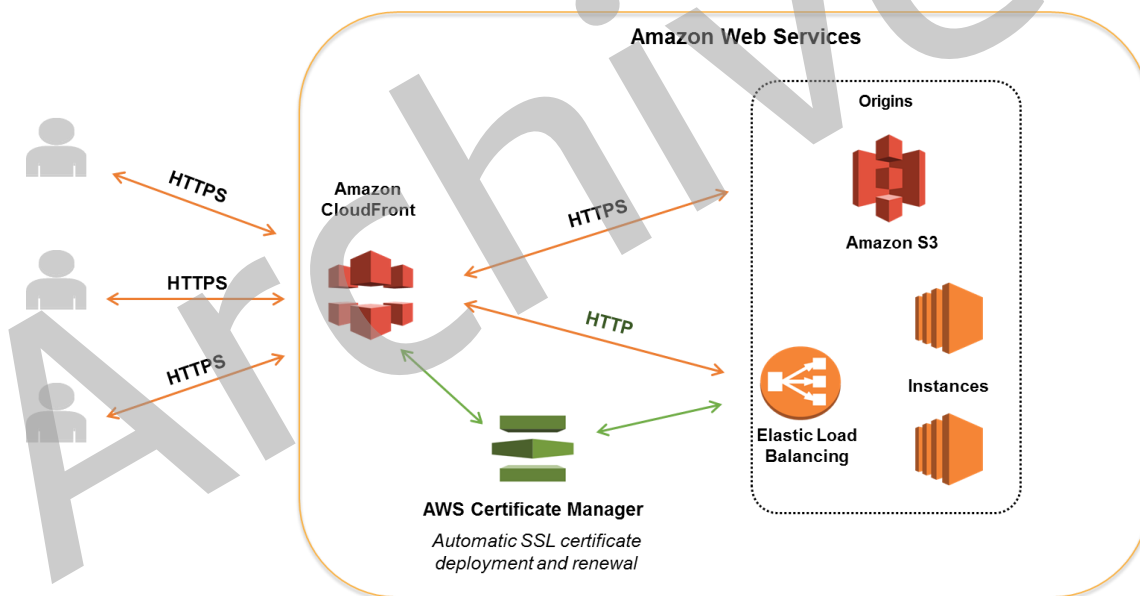 Amazon Web Services
Origins
Amazon S3
Instances
Elastic Load
Balancing
Amazon
CloudFront
HTTPS
HTTPS
HTTPS
HTTPS
HTTP
AWS Certificate Manager
Automatic SSL certificate
deployment and renewal
Archive